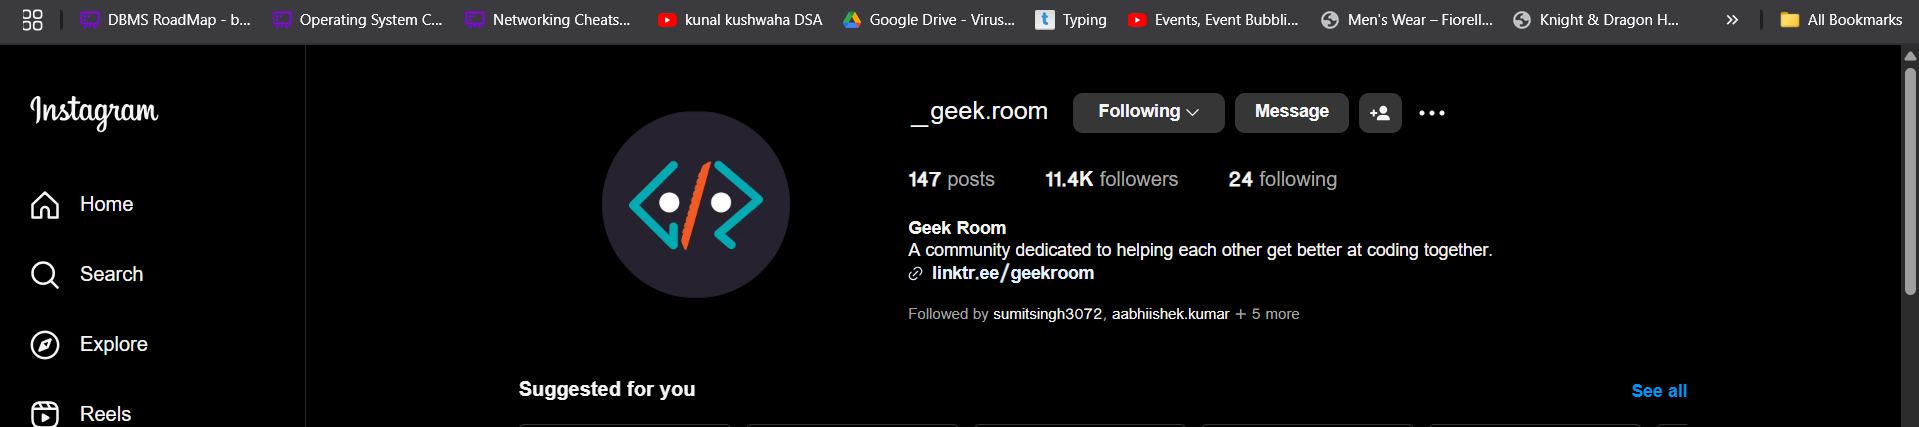 DBMS RoadMap - b... Operating System C... Networking Cheats... kunal kushwaha DSA Google Drive - Virus... Typing Events, Event Bubbli... Men's Wear – Fiorell... Knight & Dragon H... » All Bookmarks
Instagram
_geek.room Following Message
147 posts 11.4K followers 24 following
Geek Room
A community dedicated to helping each other get better at coding together.
linktr.ee/geekroom
Followed by sumitsingh3072, aabhiishek.kumar + 5 more
Home
Search
Explore
Reels
Suggested for you See all